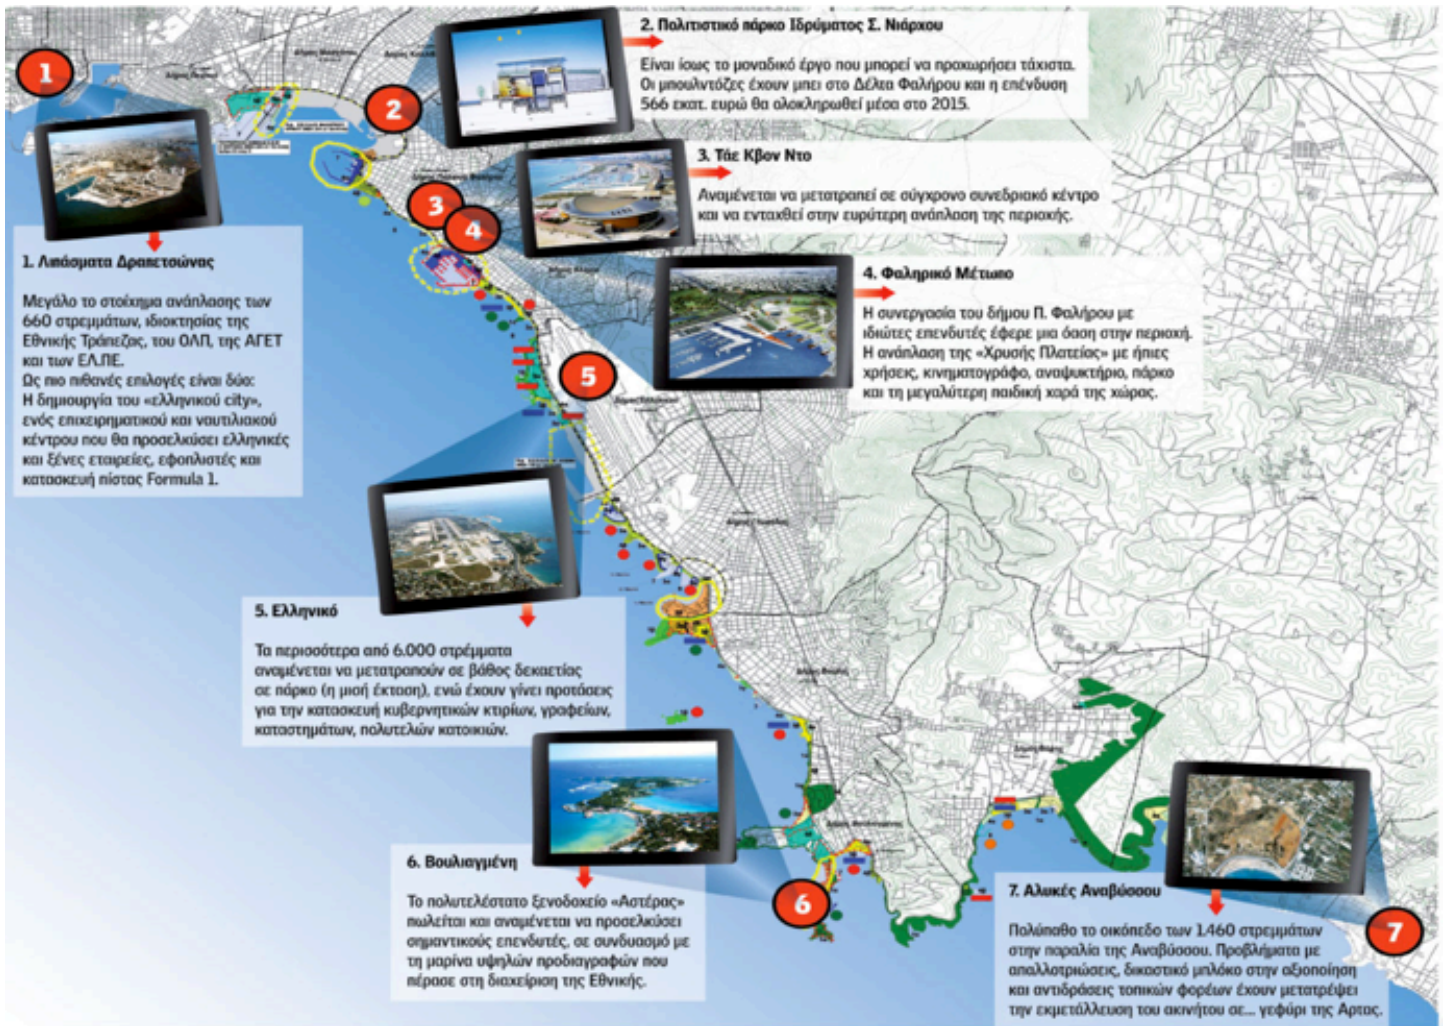 1
2
3
4
5
6
7
1. Λιπάσματα Δραπετσώνας
Μεγάλο το στοίχημα ανάπλασης των
660 στρεμμάτων, ιδιοκτησίας της
Εθνικής Τράπεζας, του ΟΛΠ, της ΑΓΕΤ
και των ΕΛ.ΠΕ.
Ως πιο πιθανές επιλογές είναι δύο:
Η δημιουργία του «ελληνικού city»,
ενός επιχειρηματικού και ναυτιλιακού
κέντρου που θα προσελκύσει ελληνικές
και ξένες εταιρείες, εφοπλιστές και
κατασκευή πίστας Formula 1.
2. Πολιτιστικό πάρκο Ιδρύματος Σ. Νιάρχου
Είναι ίσως το μοναδικό έργο που μπορεί να προχωρήσει τάχιστα.
Οι μπουλντόζες έχουν μπει στο Δέλτα Φαλήρου και η επένδυση
566 εκατ. ευρώ θα ολοκληρωθεί μέσα στο 2015.
3. Τάε Κβον Ντο
Αναμένεται να μετατραπεί σε σύγχρονο συνεδριακό κέντρο
και να ενταχθεί στην ευρύτερη ανάπλαση της περιοχής.
4. Φαληρικό Μέτωπο
Η συνεργασία του δήμου Π. Φαλήρου με
ιδιώτες επενδυτές έφερε μια όαση στην περιοχή.
Η ανάπλαση της «Χρυσής Πλατείας» με ήπιες
χρήσεις, κινηματογράφο, αναψυκτήριο, πάρκο
και τη μεγαλύτερη παιδική χαρά της χώρας.
5. Ελληνικό
Τα περισσότερα από 6.000 στρέμματα
αναμένεται να μετατραπούν σε βάθος δεκαετίας
σε πάρκο (η μισή έκταση), ενώ έχουν γίνει προτάσεις
για την κατασκευή κυβερνητικών κτιρίων, γραφείων,
καταστημάτων, πολυτελών κατοικιών.
6. Βουλιαγμένη
Το πολυτελέστατο ξενοδοχείο «Αστέρας»
πωλείται και αναμένεται να προσελκύσει
σημαντικούς επενδυτές, σε συνδυασμό με
τη μαρίνα υψηλών προδιαγραφών που
πέρασε στη διαχείριση της Εθνικής.
7. Αλυκές Αναβύσσου
Πολύπαθο το οικόπεδο των 1.460 στρεμμάτων
στην παραλία της Αναβύσσου. Προβλήματα με
απαλλοτριώσεις, δικαστικό μπλόκο στην αξιοποίηση
και αντιδράσεις τοπικών φορέων έχουν μετατρέψει
την εκμετάλλευση του ακινήτου σε... γεφύρι της Αρτας.